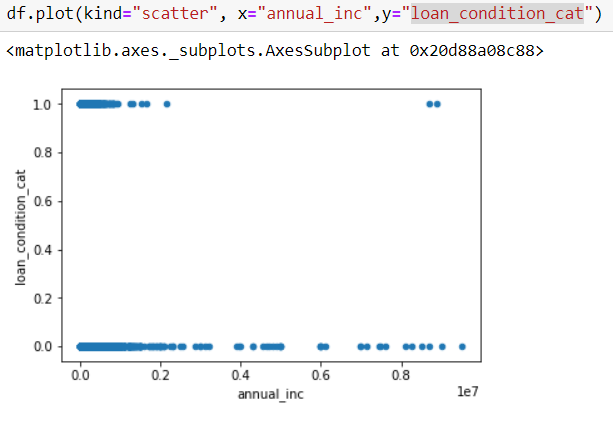 df.plot(kind="scatter", x="annual_inc",y="loan_condition_cat")
<matplotlib.axes._subplots.AxesSubplot at 0x20d88a08c88>
1.0
0.8
0.6
0.4
0.2
0.0
loan_condition_cat
0.0 0.2 0.4 0.6 0.8
1e7
annual_inc